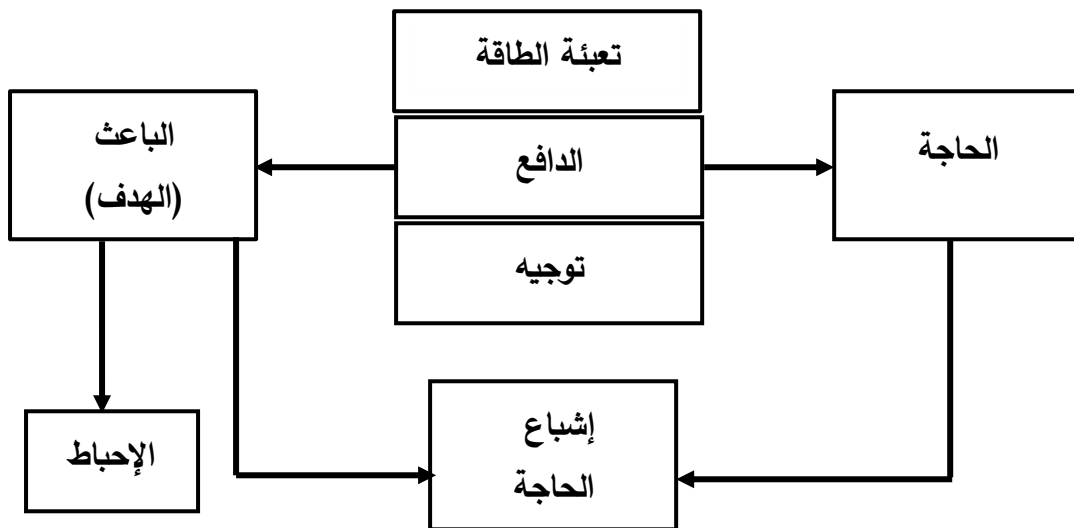 تعبئة الطاقة
الحاجة
الدافع
الباعث
(الهدف)
توجيه
إشباع
الحاجة
الإحباط